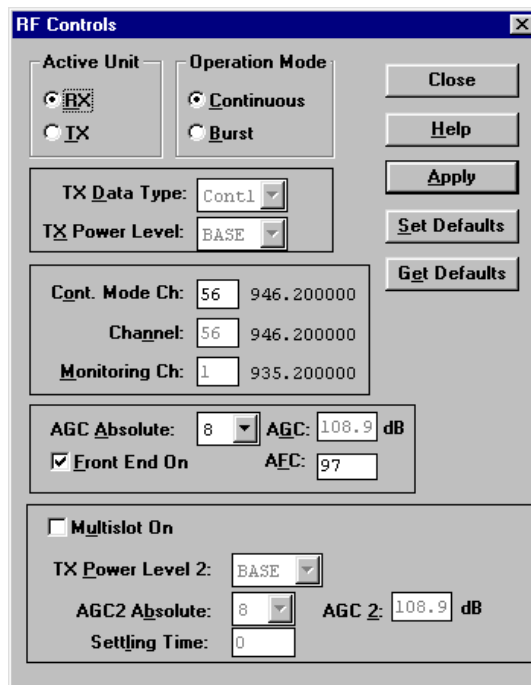 RF Controls
Active Unit
RX
TX
Operation Mode
Continuous
Burst
Close
Help
Apply
Set Defaults
Get Defaults
TX Data Type: Cont1
TX Power Level: BASE
Cont. Mode Ch: 56 946.200000
Channel: 56 946.200000
Monitoring Ch: 1 935.200000
AGC Absolute: 8 AGC: 108.9 dB
Front End On AFC: 97
Multislot On
TX Power Level 2: BASE
AGC2 Absolute: 8 AGC 2: 108.9 dB
Settling Time: 0